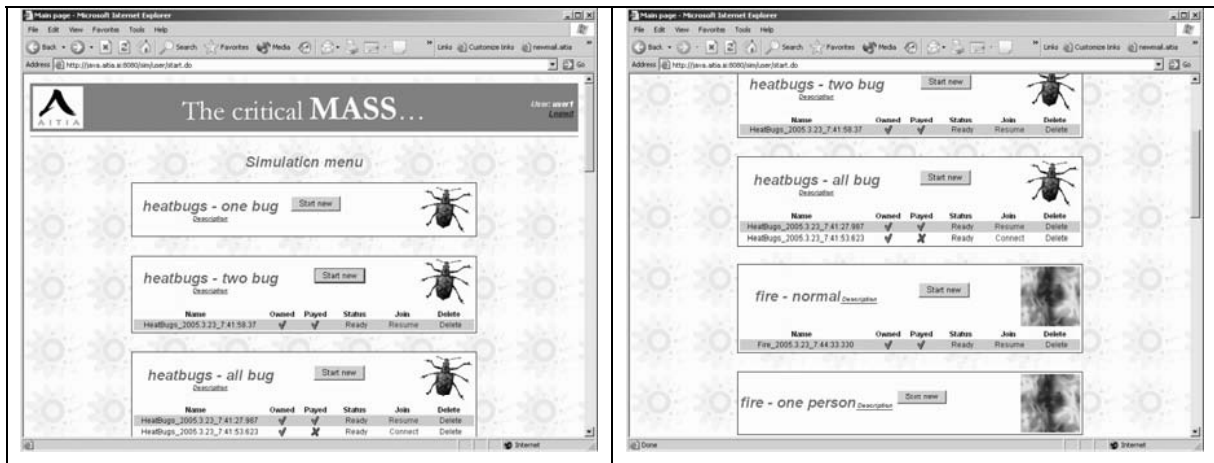 Main page - Microsoft Internet Explorer
File Edit View Favorites Tools Help
Back Search Favorites Media Links Customize links newmail.aitia
Address http://java.aitia.ai:8080/sim/user/start.do Go
AITIA
The critical MASS...
User: user1
Logout
Simulation menu
heatbugs - one bug Start new
Description
heatbugs - two bug Start new
Description
Name Owned Payed Status Join Delete
HeatBugs_2005.3.23_7:41:58.37 Ready Resume Delete
heatbugs - all bug Start new
Description
Name Owned Payed Status Join Delete
HeatBugs_2005.3.23_7:41:27.987 Ready Resume Delete
HeatBugs_2005.3.23_7:41:53.623 Ready Connect Delete
Internet
Main page - Microsoft Internet Explorer
File Edit View Favorites Tools Help
Back Search Favorites Media Links Customize links newmail.aitia
Address http://java.aitia.ai:8080/sim/user/start.do Go
heatbugs - two bug Start new
Description
Name Owned Payed Status Join Delete
HeatBugs_2005.3.23_7:41:58.37 Ready Resume Delete
heatbugs - all bug Start new
Description
Name Owned Payed Status Join Delete
HeatBugs_2005.3.23_7:41:27.987 Ready Resume Delete
HeatBugs_2005.3.23_7:41:53.623 Ready Connect Delete
fire - normal Description Start new
Name Owned Payed Status Join Delete
Fire_2005.3.23_7:44:33.330 Ready Resume Delete
fire - one person Description Start new
Done Internet